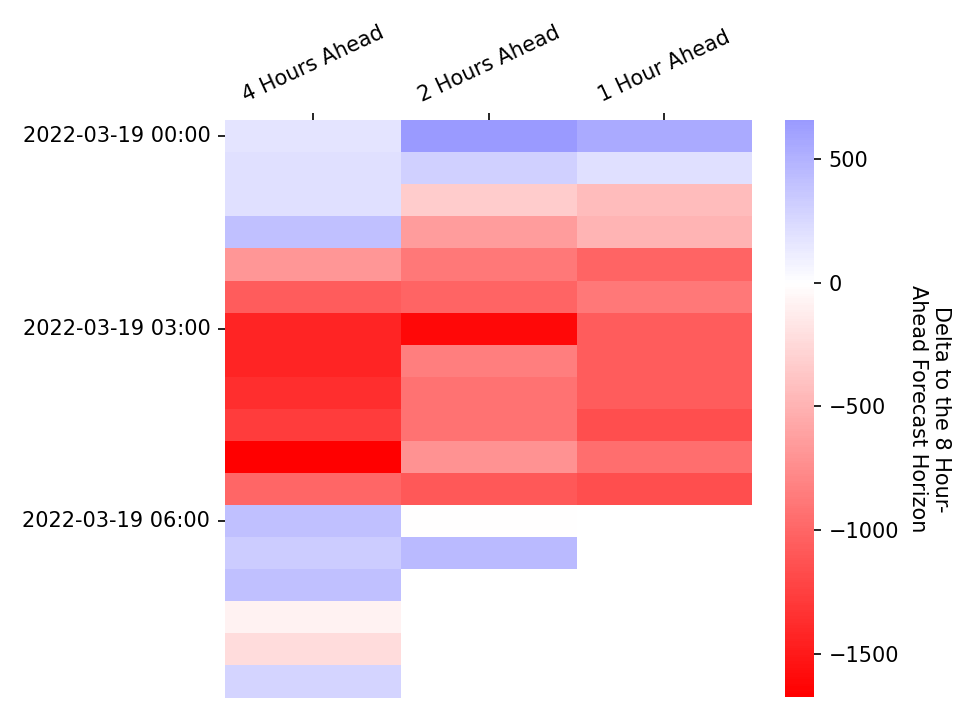 4 Hours Ahead
2 Hours Ahead
1 Hour Ahead
2022-03-19 00:00
2022-03-19 03:00
2022-03-19 06:00
500
0
−500
−1000
−1500
Delta to the 8 Hour-
Ahead Forecast Horizon